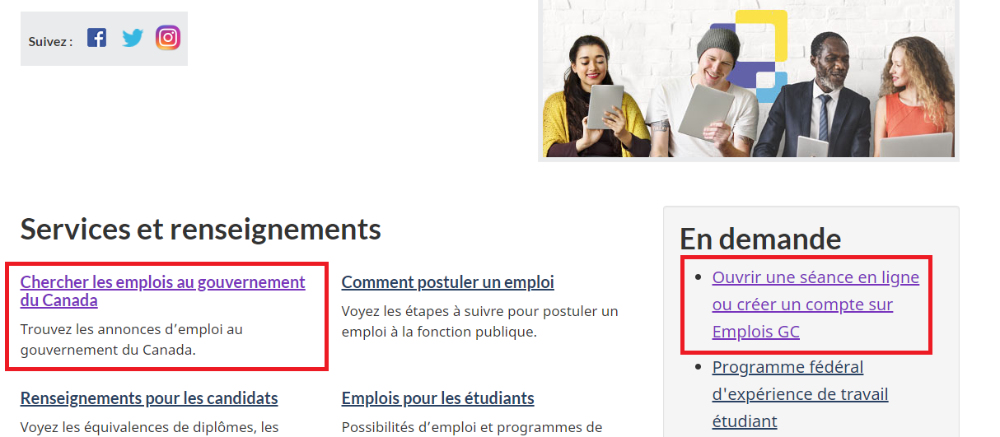 Suivez :
Services et renseignements
Chercher les emplois au gouvernement
du Canada
Trouvez les annonces d’emploi au
gouvernement du Canada.
Comment postuler un emploi
Voyez les étapes à suivre pour postuler un
emploi à la fonction publique.
Renseignements pour les candidats
Voyez les équivalences de diplômes, les
Emplois pour les étudiants
Possibilités d’emploi et programmes de
En demande
Ouvrir une séance en ligne
ou créer un compte sur
Emplois GC
Programme fédéral
d'expérience de travail
étudiant